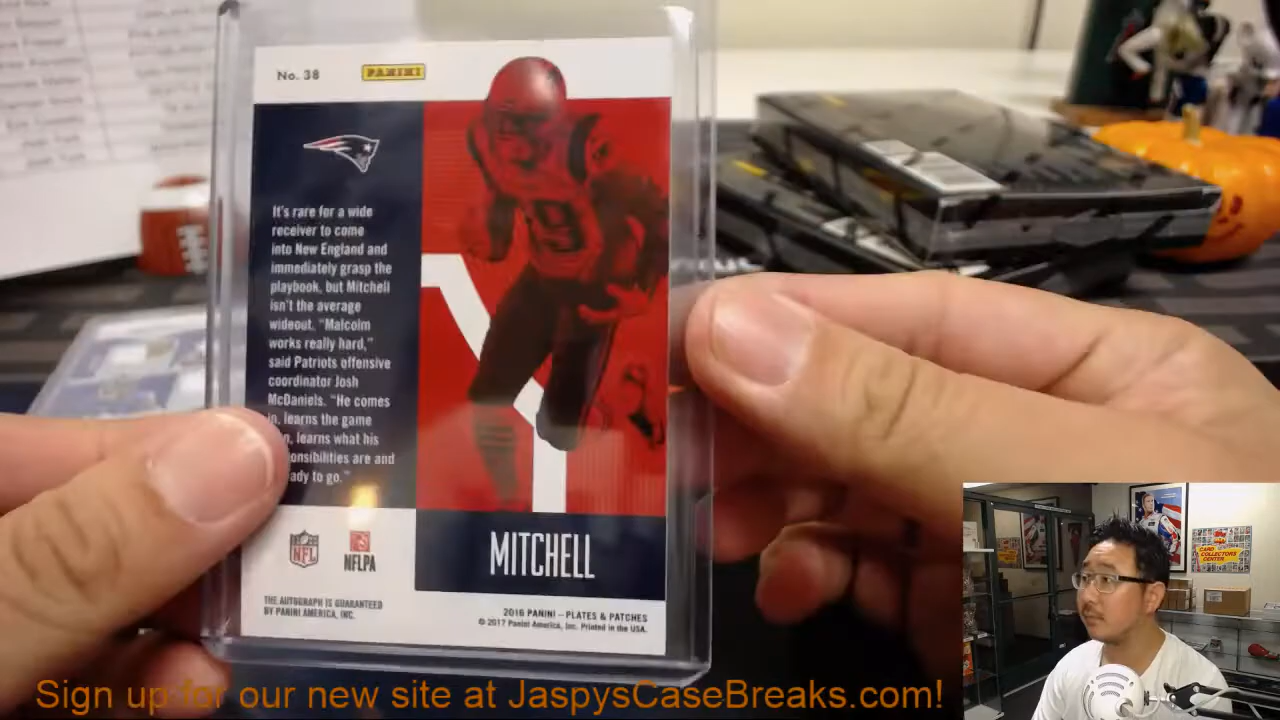 No. 38
PANINI
It's rare for a wide
receiver to come
into New England and
immediately grasp the
playbook, but Mitchell
isn't the average
wideout. "Malcolm
works really hard,"
said Patriots offensive
coordinator Josh
McDaniels. "He comes
learns the game
learns what his
are and
to go."
19
MITCHELL
NFL
NFLPA
THE AUTOGRAPH IS GUARANTEED
BY PANINI AMERICA, INC.
2016 PANINI – PLATES & PATCHES
© 2017 Panini America, Inc. Printed in the USA.
CARD
COLLECTORS
CENTER
Sign up for our new site at JaspysCaseBreaks.com!